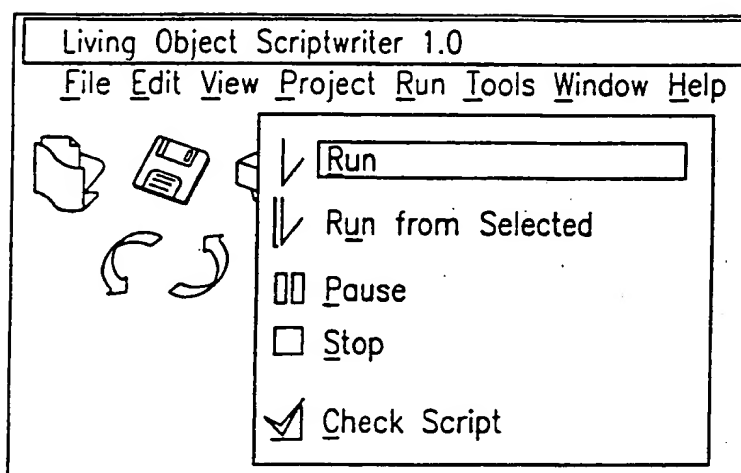 Living Object Scriptwriter 1.0
File Edit View Project Run Tools Window Help
Run
Run from Selected
Pause
Stop
Check Script